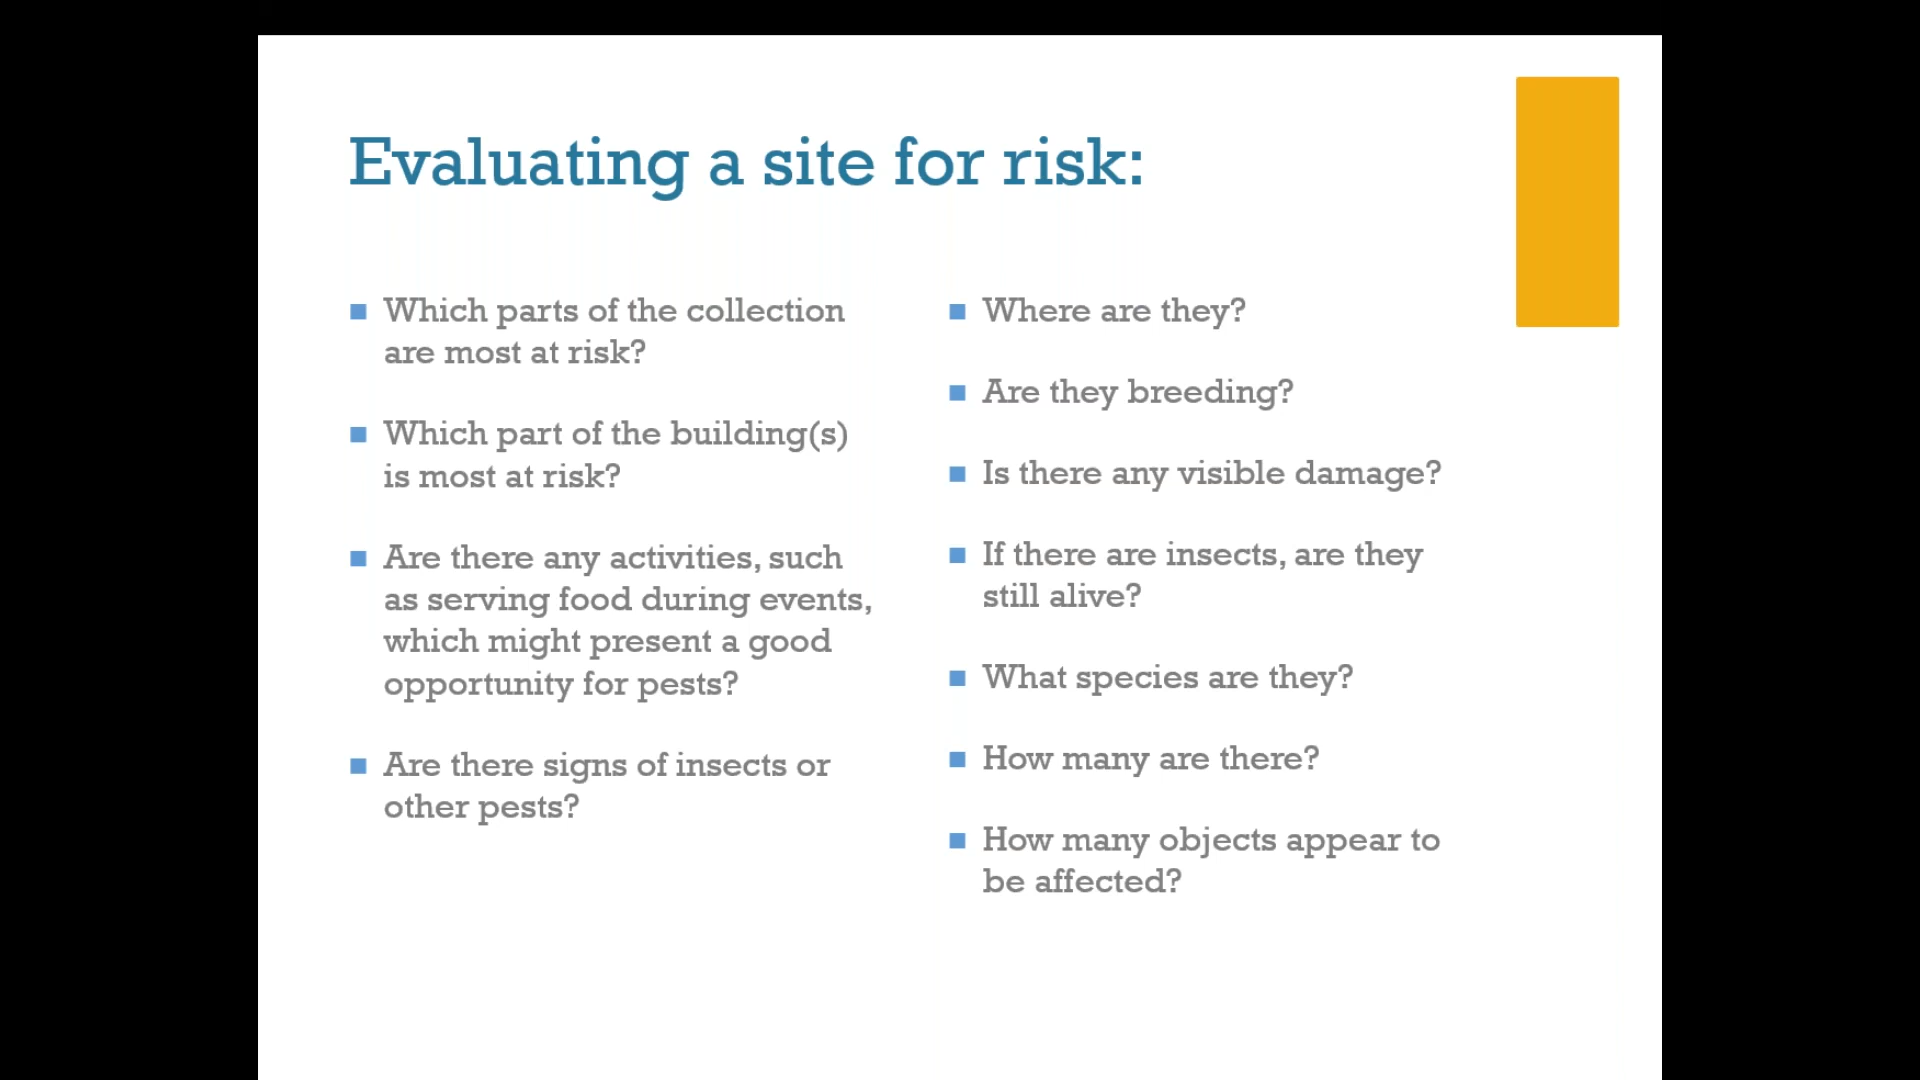 Evaluating a site for risk:
Which parts of the collection
are most at risk?
Which part of the building(s)
is most at risk?
Are there any activities, such
as serving food during events,
which might present a good
opportunity for pests?
Are there signs of insects or
other pests?
Where are they?
Are they breeding?
Is there any visible damage?
If there are insects, are they
still alive?
What species are they?
How many are there?
How many objects appear to
be affected?